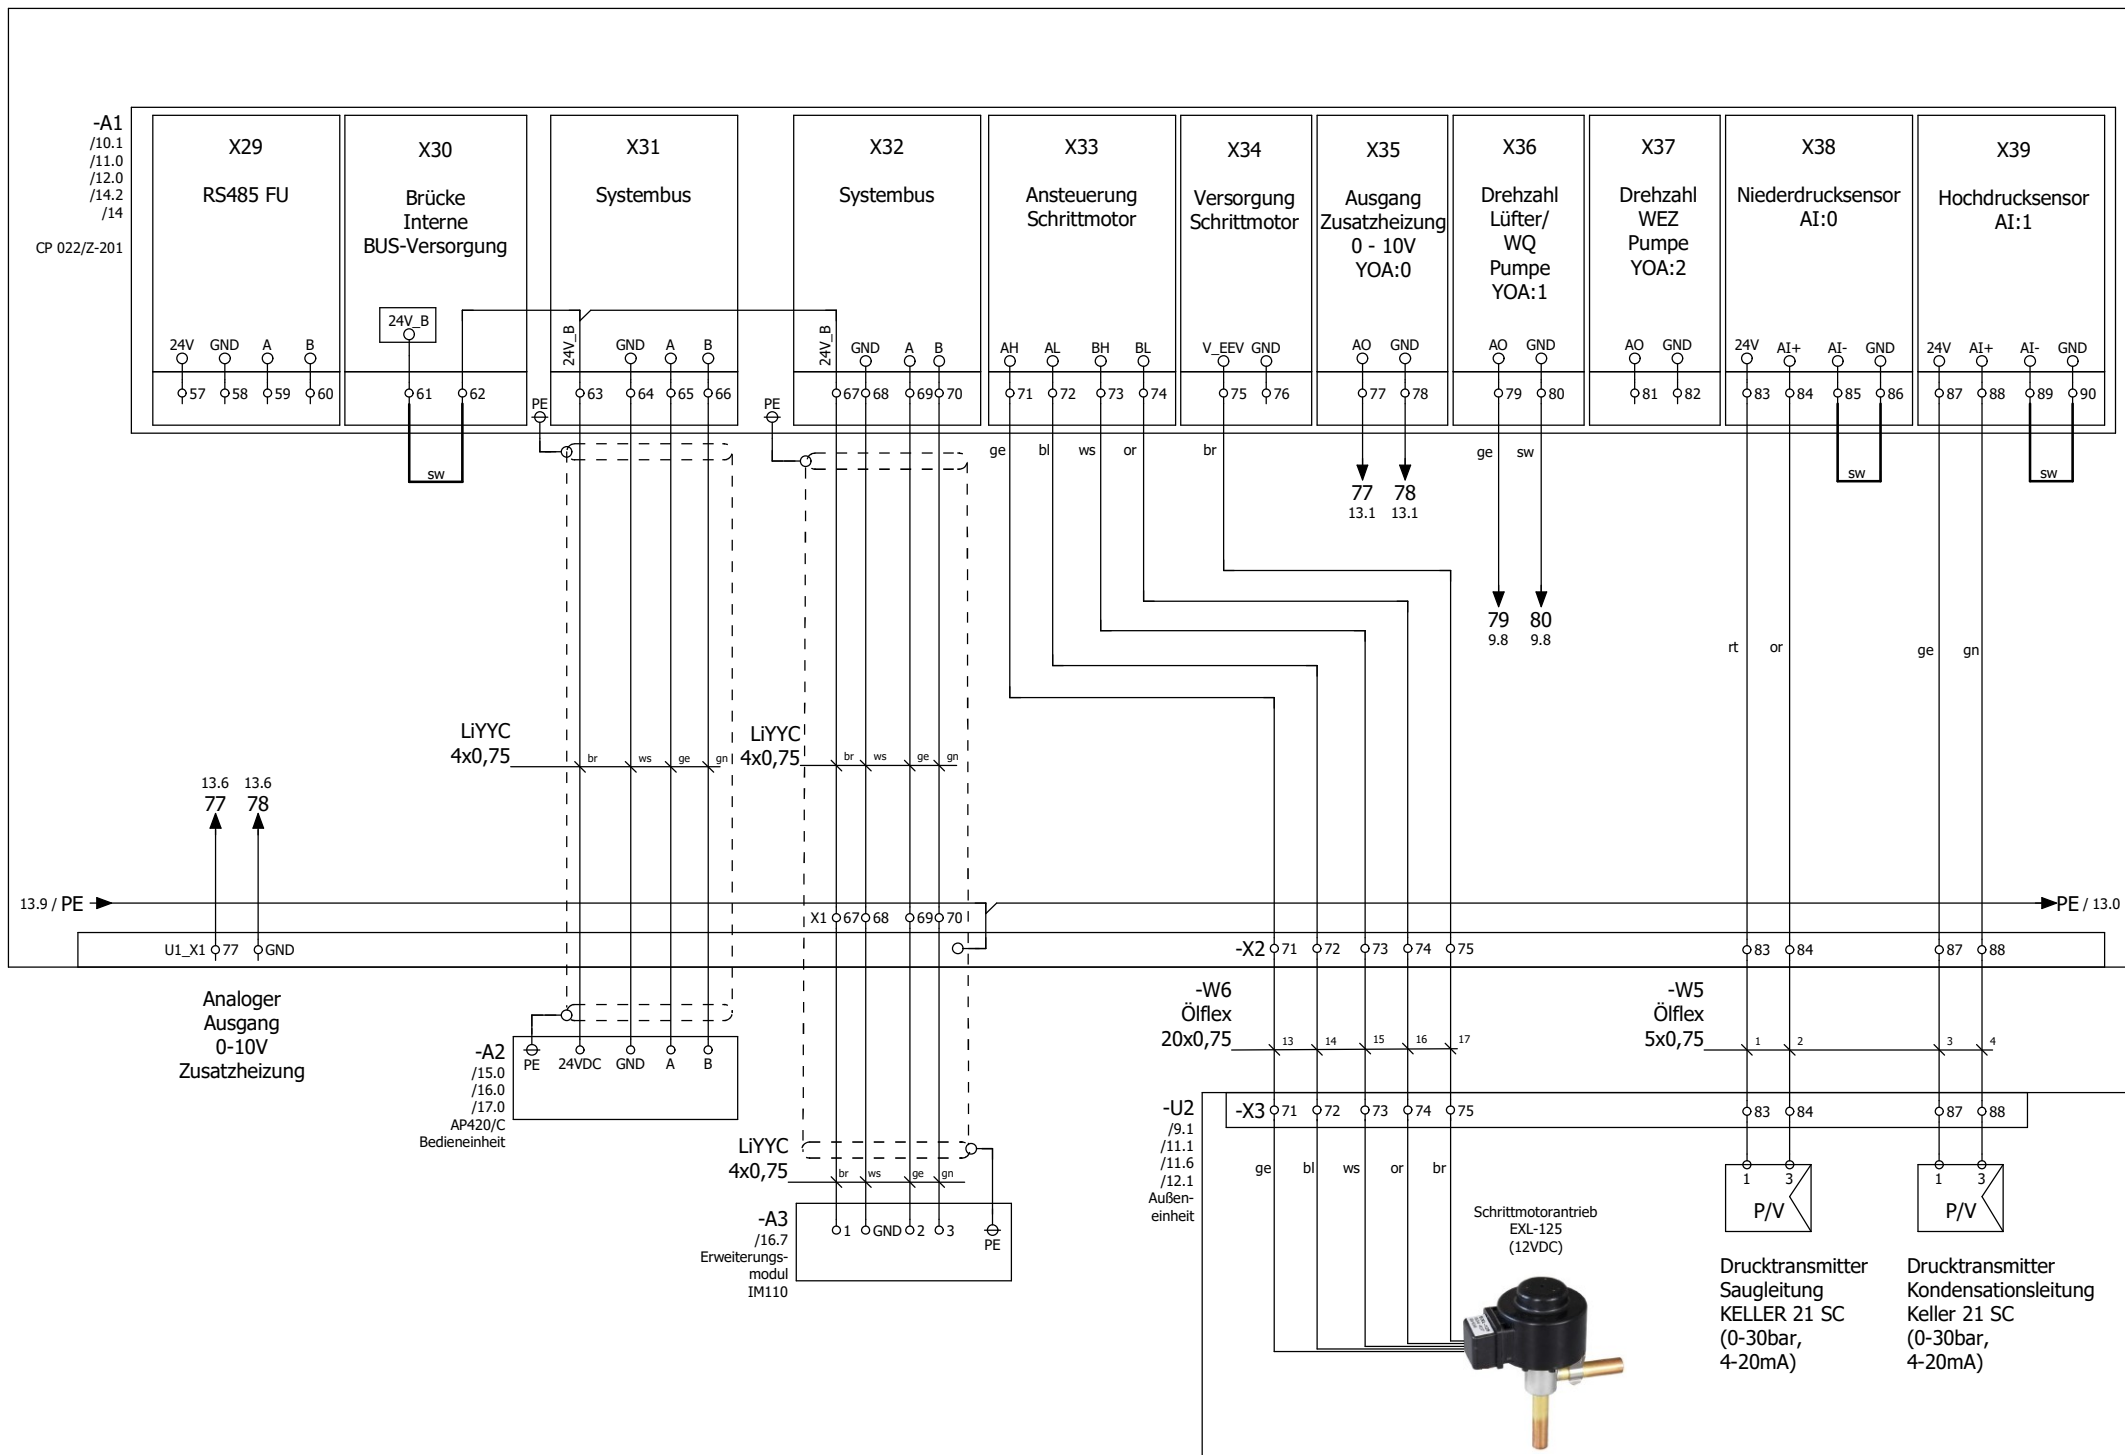 -A1
/10.1
/11.0
/12.0
/14.2
/14
CP 022/Z-201
X29
RS485 FU
24V GND A B
57 58 59 60
X30
Brücke
Interne
BUS-Versorgung
24V_B
61 62
sw
X31
Systembus
24V_B GND A B
PE 63 64 65 66
X32
Systembus
24V_B GND A B
PE 67 68 69 70
X33
Ansteuerung
Schrittmotor
AH AL BH BL
71 72 73 74
ge bl ws or
X34
Versorgung
Schrittmotor
V_EEV GND
75 76
br
X35
Ausgang
Zusatzheizung
0 - 10V
YOA:0
AO GND
77 78
77 78
13.1 13.1
X36
Drehzahl
Lüfter/
WQ
Pumpe
YOA:1
AO GND
79 80
ge sw
79 80
9.8 9.8
X37
Drehzahl
WEZ
Pumpe
YOA:2
AO GND
81 82
X38
Niederdrucksensor
AI:0
24V AI+ AI- GND
83 84 85 86
sw
rt or
X39
Hochdrucksensor
AI:1
24V AI+ AI- GND
87 88 89 90
sw
ge gn
LiYYC
4x0,75
br ws ge gn
LiYYC
4x0,75
br ws ge gn
13.6 13.6
77 78
13.9 / PE
PE / 13.0
X1 67 68 69 70
U1_X1 77 GND
-X2 71 72 73 74 75 83 84 87 88
Analoger
Ausgang
0-10V
Zusatzheizung
-A2
/15.0
/16.0
/17.0
AP420/C
Bedieneinheit
PE 24VDC GND A B
LiYYC
4x0,75
br ws ge gn
-A3
/16.7
Erweiterungs-
modul
IM110
1 GND 2 3 PE
-W6
Ölflex
20x0,75
13 14 15 16 17
-W5
Ölflex
5x0,75
1 2 3 4
-U2
/9.1
/11.1
/11.6
/12.1
Außen-
einheit
-X3 71 72 73 74 75 83 84 87 88
ge bl ws or br
Schrittmotorantrieb
EXL-125
(12VDC)
1 3
P/V
1 3
P/V
Drucktransmitter
Saugleitung
KELLER 21 SC
(0-30bar,
4-20mA)
Drucktransmitter
Kondensationsleitung
Keller 21 SC
(0-30bar,
4-20mA)